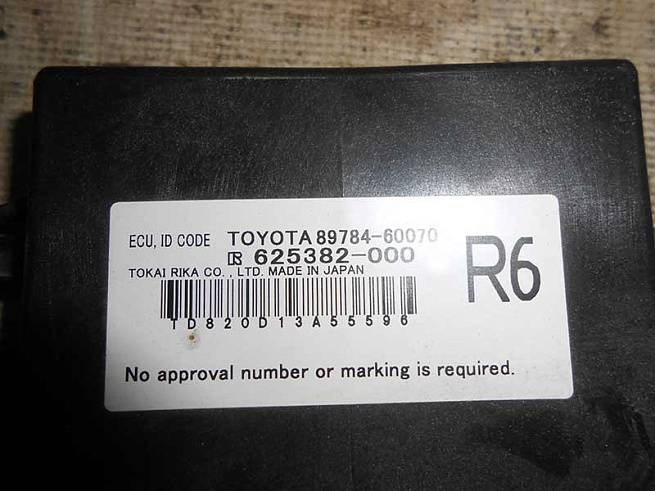 ECU, ID CODE TOYOTA 89784-60070
R 625382-000
TOKAI RIKA CO., LTD. MADE IN JAPAN
R6
TD820D13A55596
No approval number or marking is required.